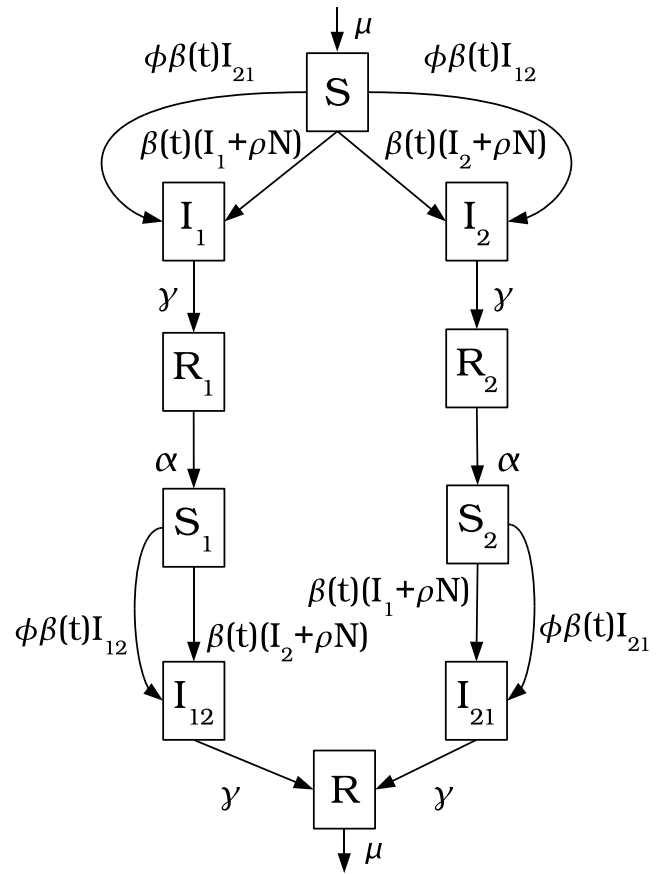 μ
ϕβ(t)I₂₁ S ϕβ(t)I₁₂
β(t)(I₁+ρN) β(t)(I₂+ρN)
I₁ I₂
γ γ
R₁ R₂
α α
S₁ S₂
β(t)(I₁+ρN)
ϕβ(t)I₁₂ β(t)(I₂+ρN) ϕβ(t)I₂₁
I₁₂ I₂₁
γ R γ
μ